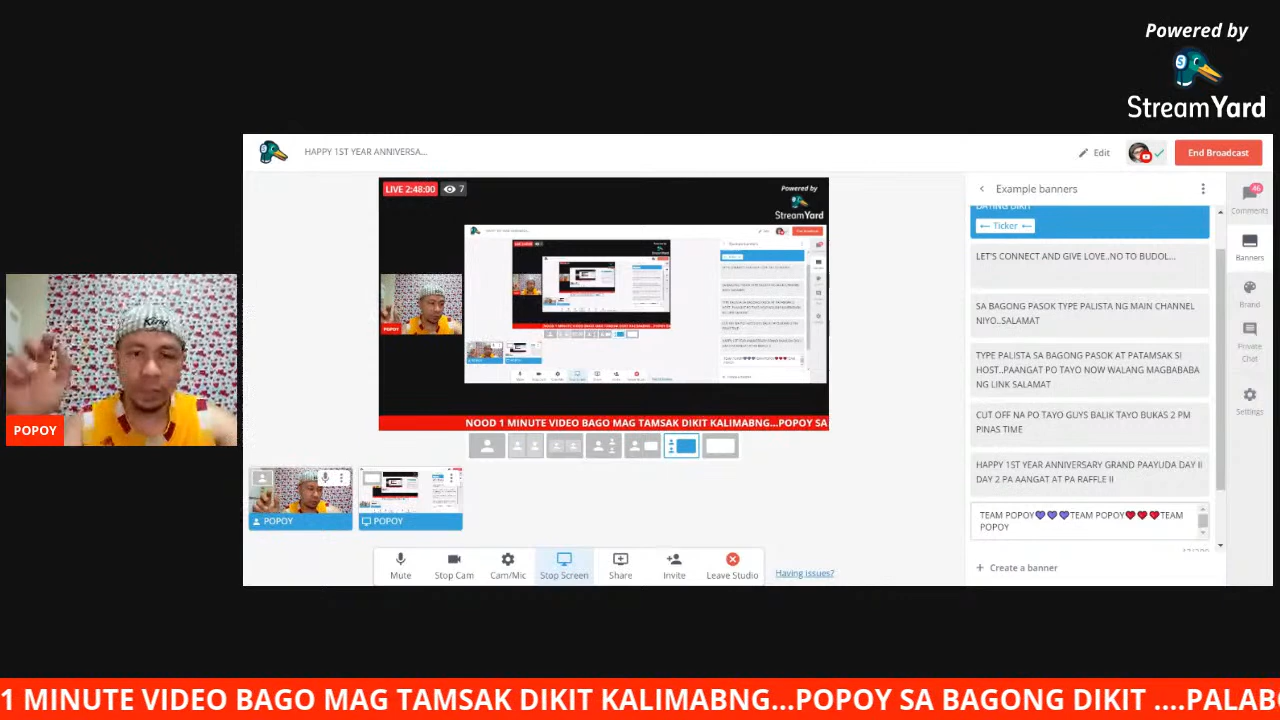 Powered by
StreamYard
HAPPY 1ST YEAR ANNIVERSA...
Edit
End Broadcast
LIVE 2:48:00
7
Powered by
StreamYard
King
POPOY
POPOY
NOOD 1 MINUTE VIDEO BAGO MAG TAMSAK DIKIT KALIMABNG...POPOY SA
POPOY
POPOY
Mute
Stop Cam
Cam/Mic
Stop Screen
Share
Invite
Leave Studio
Having issues?
Example banners
DATING DIKIT
Ticker
LET'S CONNECT AND GIVE LOVE..NO TO BUDOL...
SA BAGONG PASOK TYPE PALISTA NG MAIN CHANNEL
NIYO..SALAMAT
TYPE PALISTA SA BAGONG PASOK AT PATAMSAK SI
HOST..PAANGAT PO TAYO NOW WALANG MAGBABABA
NG LINK SALAMAT
CUT OFF NA PO TAYO GUYS BALIK TAYO BUKAS 2 PM
PINAS TIME
HAPPY 1ST YEAR ANNIVERSARY GRAND PAAYUDA DAY II
DAY 2 PA AANGAT AT PA RAFFLE II
TEAM POPOY💜💜💜TEAM POPOY❤❤❤TEAM
POPOY
Create a banner
46
Comments
Banners
Brand
Private
Chat
Settings
1 MINUTE VIDEO BAGO MAG TAMSAK DIKIT KALIMABNG...POPOY SA BAGONG DIKIT ....PALAB